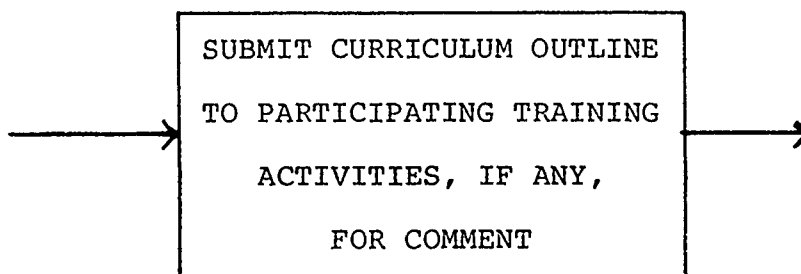 SUBMIT CURRICULUM OUTLINE
TO PARTICIPATING TRAINING
ACTIVITIES, IF ANY,
FOR COMMENT